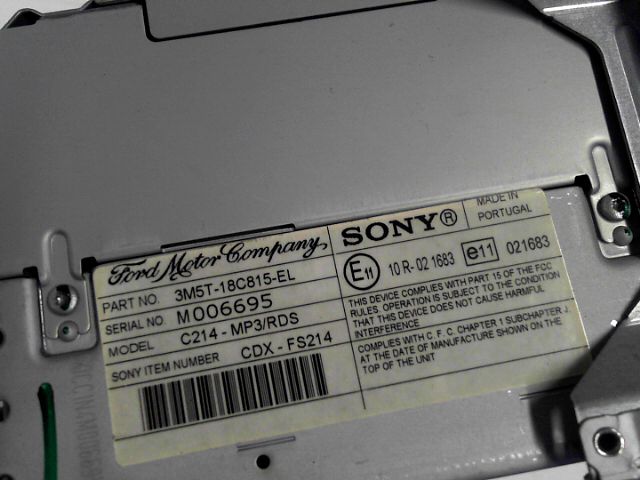 Ford Motor Company,
PART NO. 3M5T-18C815-EL
SERIAL NO. M006695
MODEL C214 - MP3/RDS
SONY ITEM NUMBER CDX - FS214
SONY®
MADE IN
PORTUGAL
E11 10 R- 02 1683 e11 021683
THIS DEVICE COMPLIES WITH PART 15 OF THE FCC
RULES. OPERATION IS SUBJECT TO THE CONDITION
THAT THIS DEVICE DOES NOT CAUSE HARMFUL
INTERFERENCE
COMPLIES WITH C. F. C. CHAPTER 1 SUBCHAPTER J.
AT THE DATE OF MANUFACTURE SHOWN ON THE
TOP OF THE UNIT